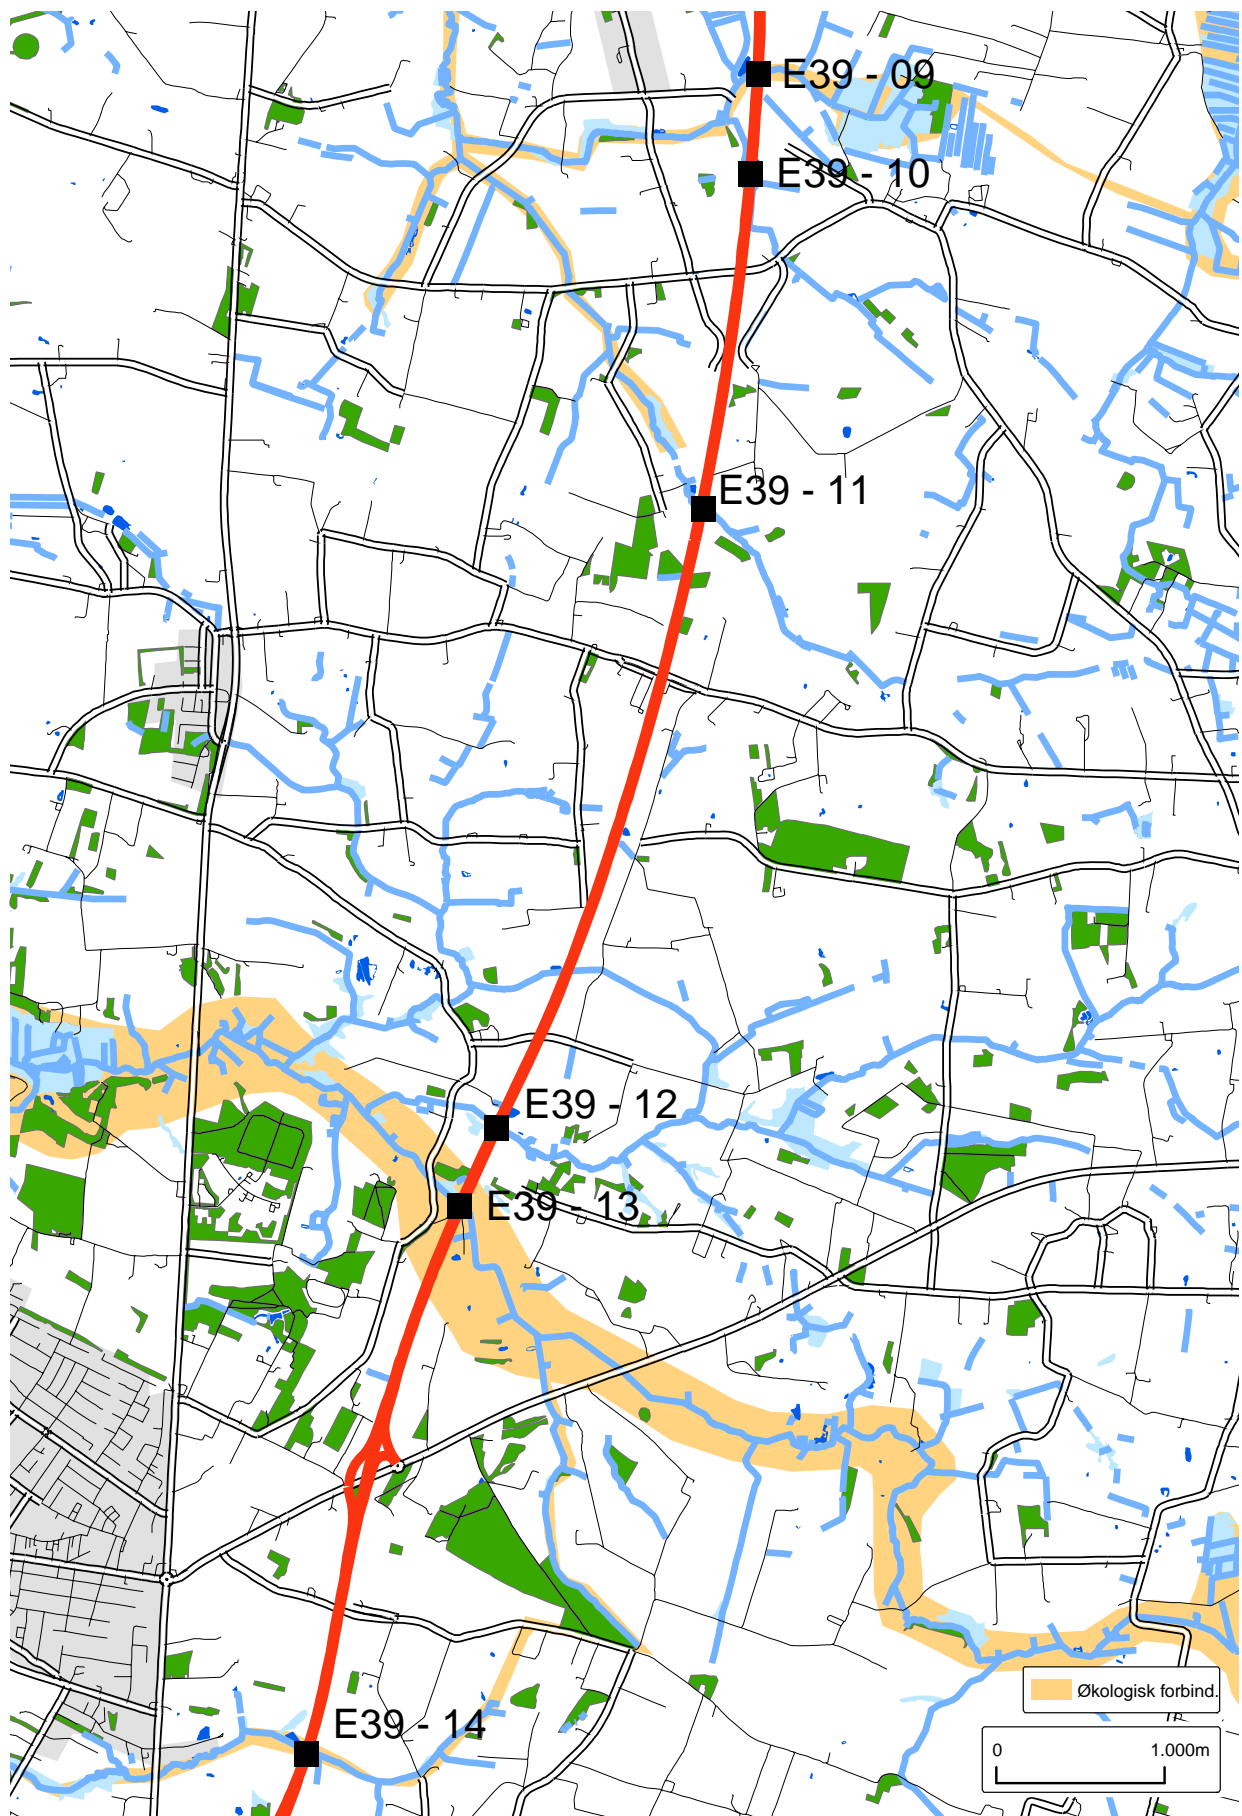 E39 - 09
E39 - 10
E39 - 11
E39 - 12
E39 - 13
E39 - 14
Økologisk forbind.
0 1.000m